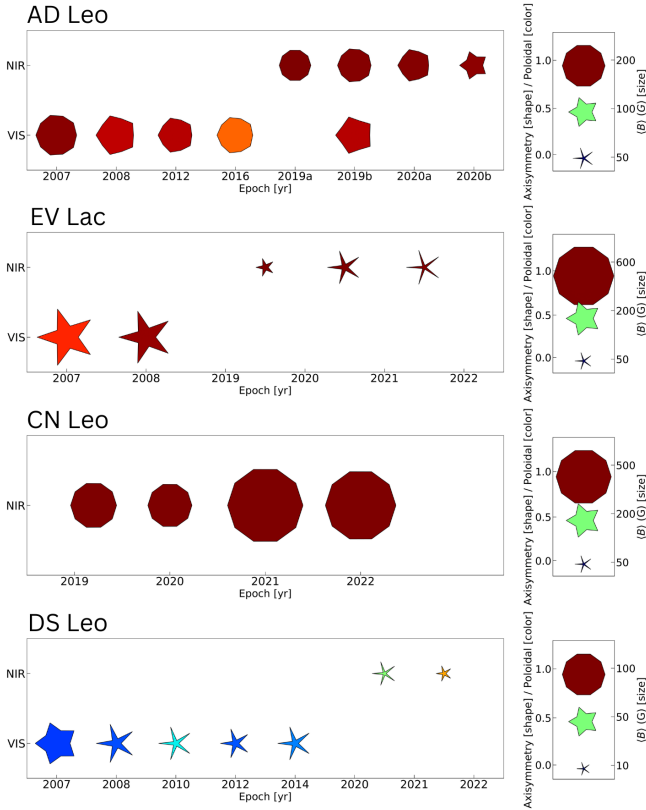 AD Leo
NIR
VIS
2007 2008 2012 2016 2019a 2019b 2020a 2020b
Epoch [yr]
1.0 200
0.5 100
0.0 50
Axisymmetry [shape] / Poloidal [color]
⟨B⟩ (G) [size]
EV Lac
NIR
VIS
2007 2008 2019 2020 2021 2022
Epoch [yr]
1.0 600
0.5 200
0.0 50
Axisymmetry [shape] / Poloidal [color]
⟨B⟩ (G) [size]
CN Leo
NIR
2019 2020 2021 2022
Epoch [yr]
1.0 500
0.5 200
0.0 50
Axisymmetry [shape] / Poloidal [color]
⟨B⟩ (G) [size]
DS Leo
NIR
VIS
2007 2008 2010 2012 2014 2020 2021 2022
Epoch [yr]
1.0 100
0.5 50
0.0 10
Axisymmetry [shape] / Poloidal [color]
⟨B⟩ (G) [size]